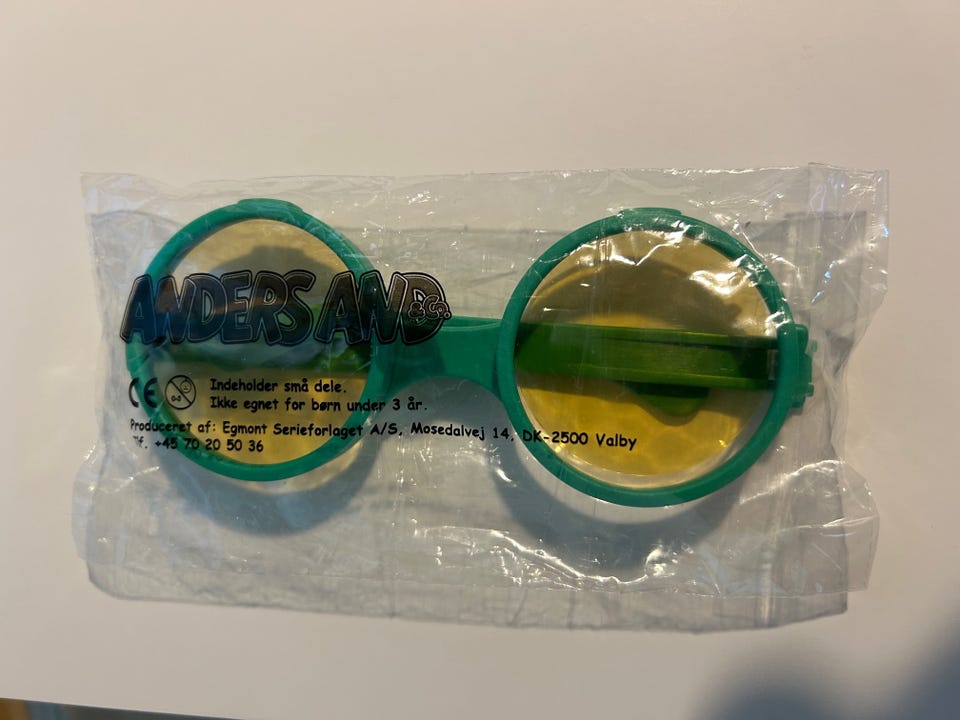 ANDERS AND & Co.
CE
Indeholder små dele.
Ikke egnet for børn under 3 år.
Produceret af: Egmont Serieforlaget A/S, Mosedalvej 14, DK-2500 Valby
Tlf. +45 70 20 50 36